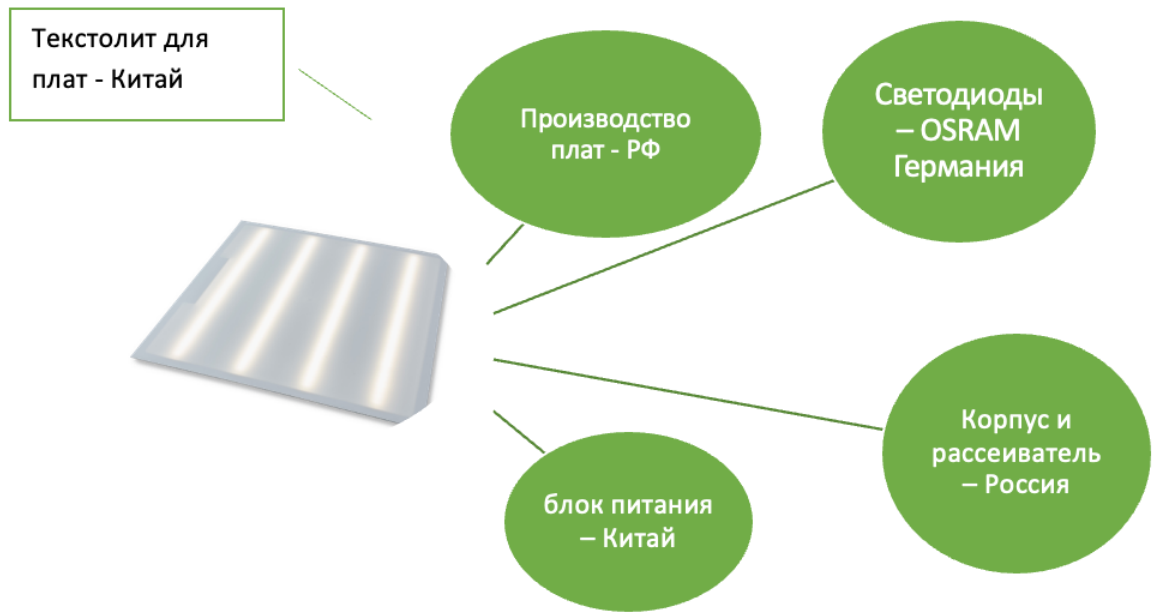 Текстолит для
плат - Китай
Производство
плат - РФ
Светодиоды
– OSRAM
Германия
Корпус и
рассеиватель
– Россия
блок питания
– Китай